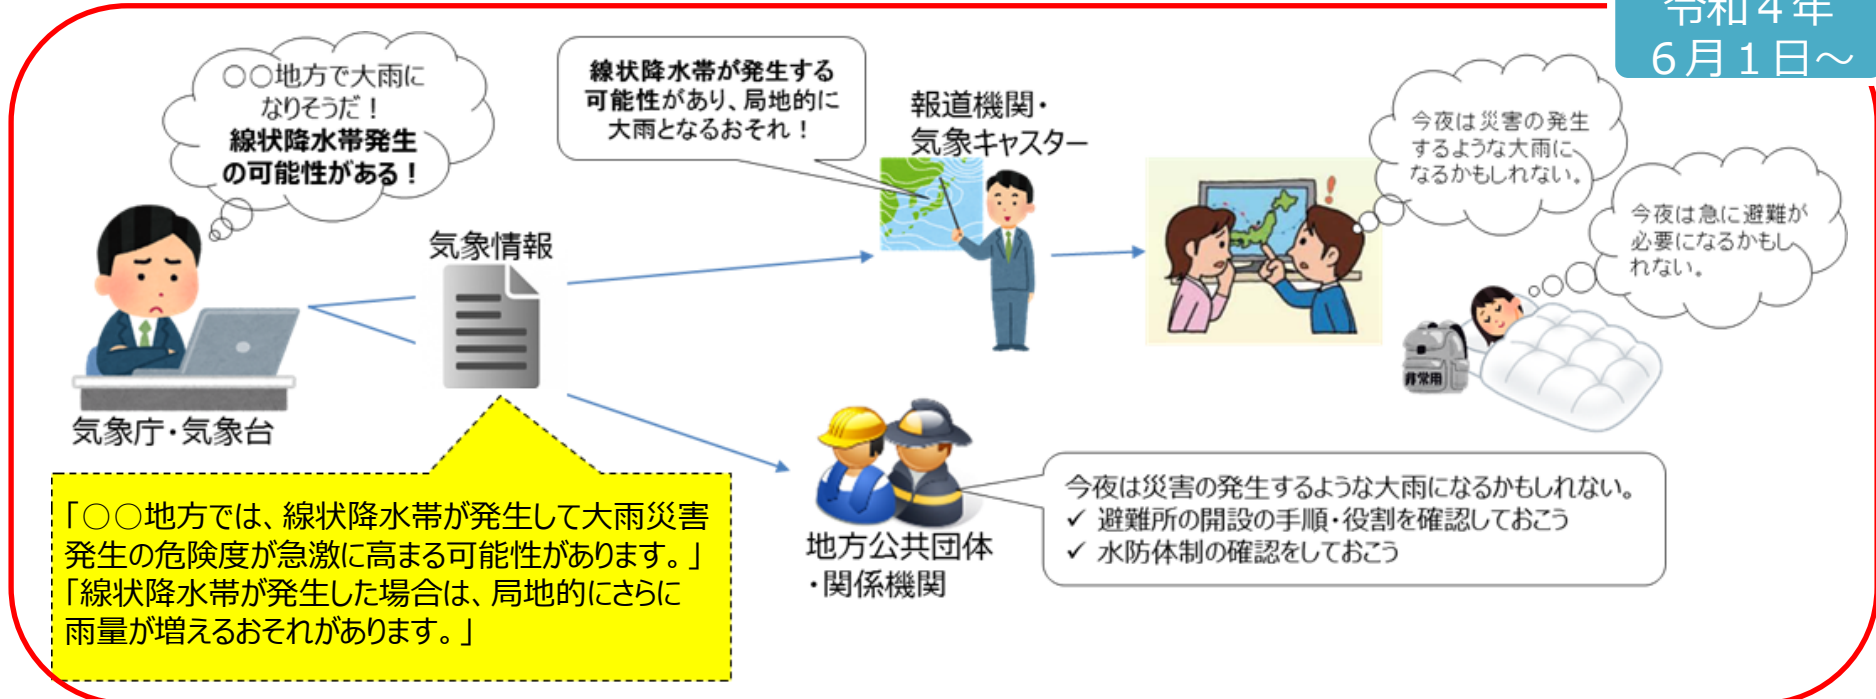 令和４年
６月１日～
○○地方で大雨に
なりそうだ！
線状降水帯発生
の可能性がある！
線状降水帯が発生する
可能性があり、局地的に
大雨となるおそれ！
報道機関・
気象キャスター
今夜は災害の発生
するような大雨に
なるかもしれない。
今夜は急に避難が
必要になるかもし
れない。
気象情報
非常用
気象庁・気象台
「○○地方では、線状降水帯が発生して大雨災害
発生の危険度が急激に高まる可能性があります。」
「線状降水帯が発生した場合は、局地的にさらに
雨量が増えるおそれがあります。」
地方公共団体
・関係機関
今夜は災害の発生するような大雨になるかもしれない。
✓ 避難所の開設の手順・役割を確認しておこう
✓ 水防体制の確認をしておこう